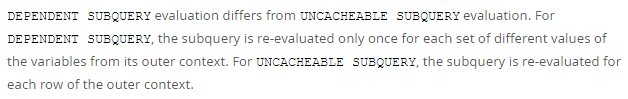 DEPENDENT SUBQUERY evaluation differs from UNCACHEABLE SUBQUERY evaluation. For
DEPENDENT SUBQUERY, the subquery is re-evaluated only once for each set of different values of
the variables from its outer context. For UNCACHEABLE SUBQUERY, the subquery is re-evaluated for
each row of the outer context.